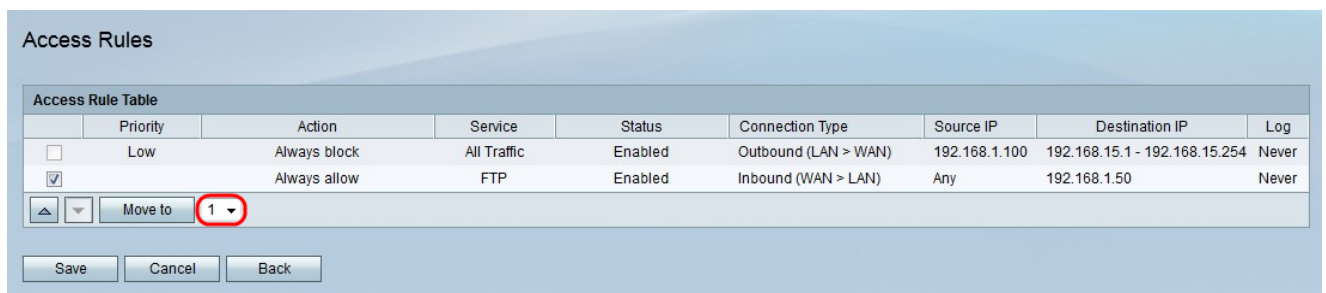 Access Rules
Access Rule Table
Priority Action Service Status Connection Type Source IP Destination IP Log
Low Always block All Traffic Enabled Outbound (LAN > WAN) 192.168.1.100 192.168.15.1 - 192.168.15.254 Never
Always allow FTP Enabled Inbound (WAN > LAN) Any 192.168.1.50 Never
Move to 1
Save Cancel Back